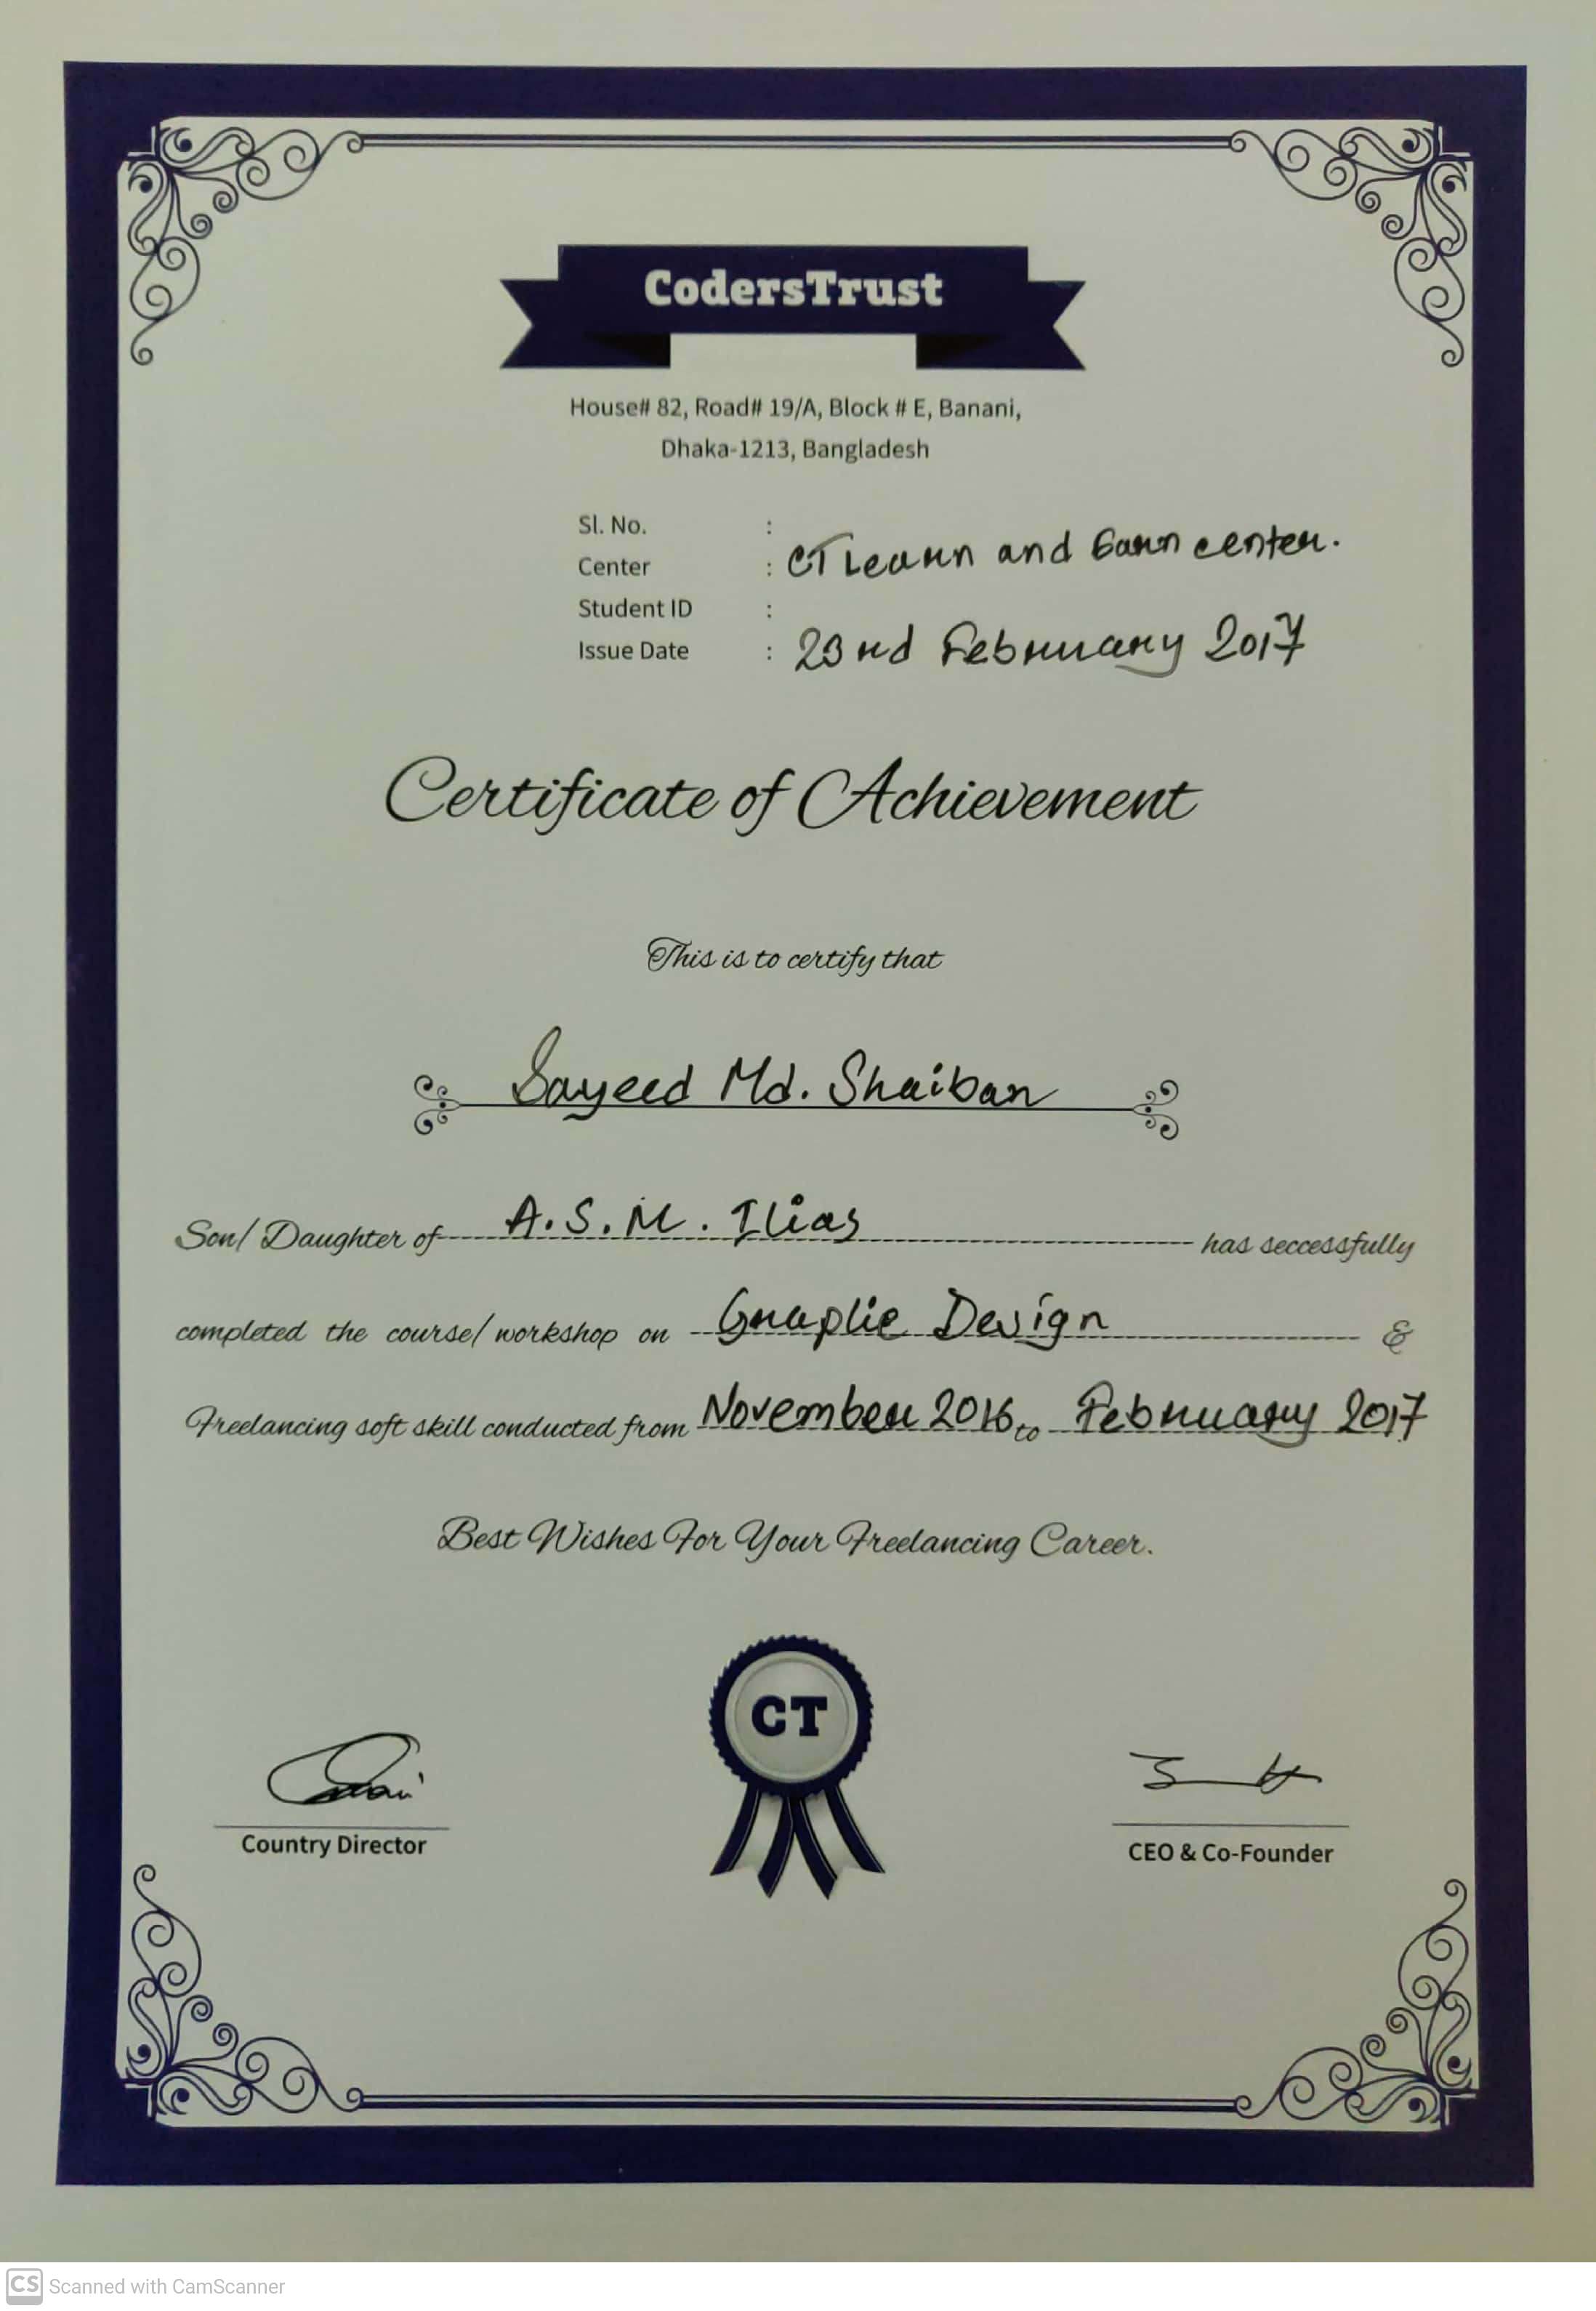 CodersTrust
House# 82, Road# 19/A, Block # E, Banani,
Dhaka-1213, Bangladesh
Sl. No. :
Center : CT Learn and Earn center.
Student ID :
Issue Date : 23rd February 2017
Certificate of Achievement
This is to certify that
Sayeed Md. Shaiban
Son/ Daughter of A.S.M. Ilias has seccessfully
completed the course/ workshop on Graphic Design &
Freelancing soft skill conducted from November 2016 to February 2017
Best Wishes For Your Freelancing Career.
CT
Country Director
CEO & Co-Founder
CS Scanned with CamScanner